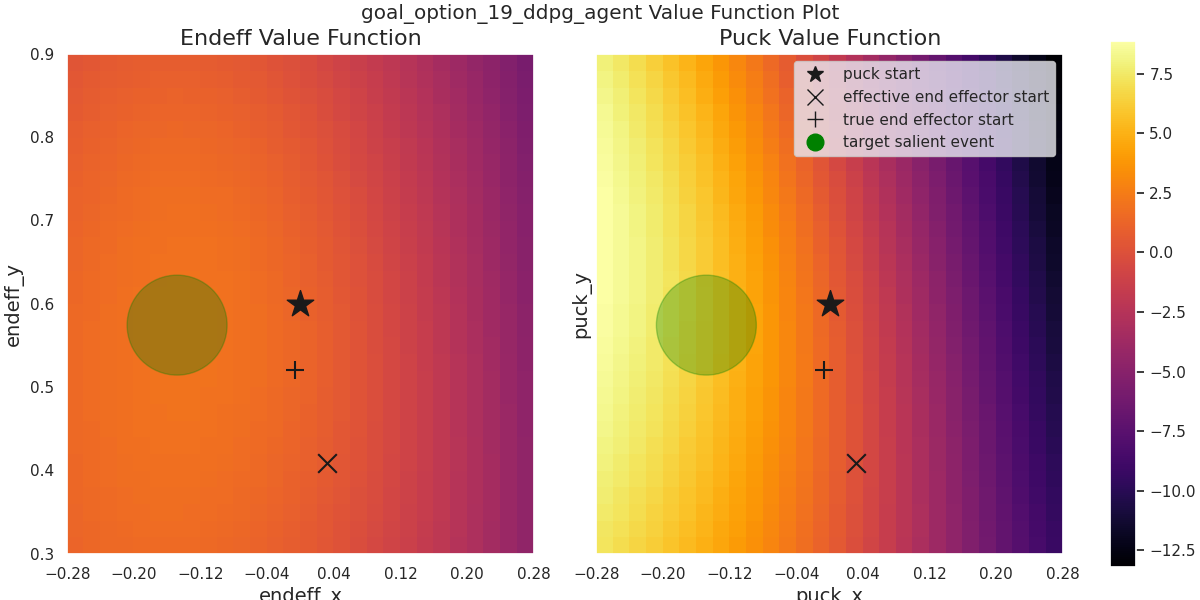 goal_option_19_ddpg_agent Value Function Plot
Endeff Value Function
Puck Value Function
0.9
0.8
0.7
0.6
0.5
0.4
0.3
endeff_y
−0.28 −0.20 −0.12 −0.04 0.04 0.12 0.20 0.28
endeff_x
puck_y
puck start
effective end effector start
true end effector start
target salient event
−0.28 −0.20 −0.12 −0.04 0.04 0.12 0.20 0.28
puck_x
7.5
5.0
2.5
0.0
−2.5
−5.0
−7.5
−10.0
−12.5